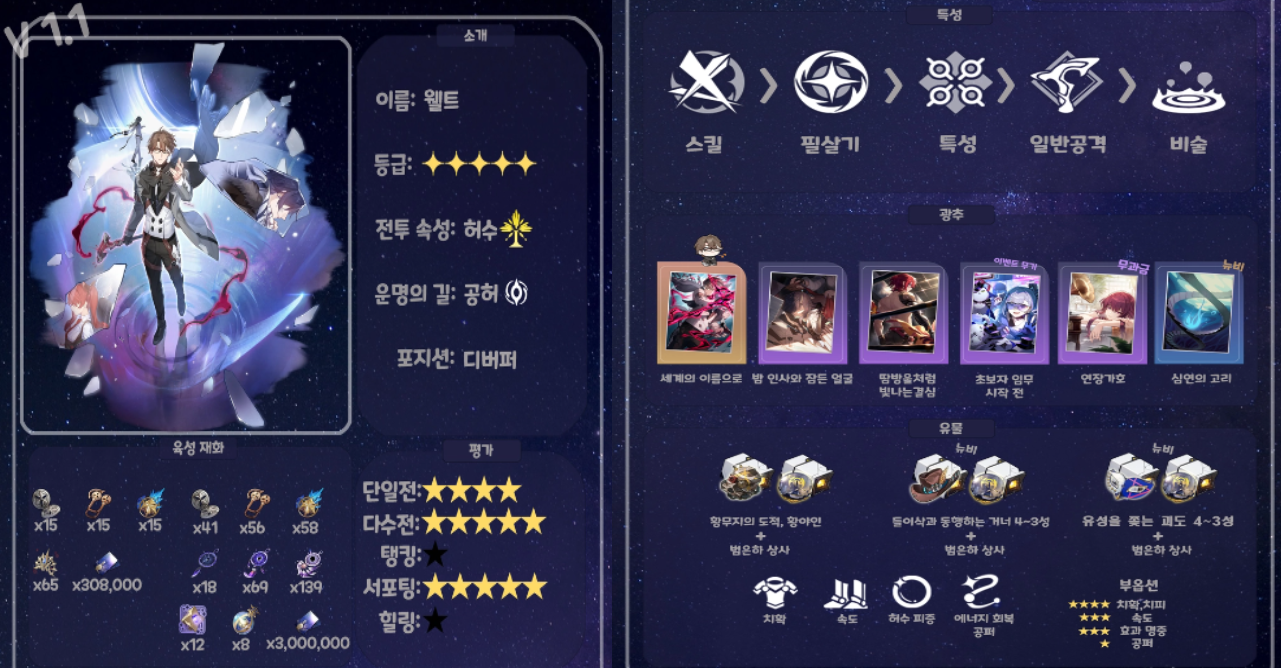 V 1.1
소개
이름: 웰트
등급:
전투 속성: 허수
운명의 길: 공허
포지션: 디버퍼
육성 재화
x15
x15
x15
x41
x56
x58
x65
x308,000
x18
x69
x139
x12
x8
x3,000,000
평가
단일전:
다수전:
탱킹:
서포팅:
힐링:
특성
스킬
필살기
특성
일반공격
비술
광추
이벤트 무기
무과금
뉴비
세계의 이름으로
밤 인사와 잠든 얼굴
땀방울처럼
빛나는결심
초보자 임무
시작 전
연장가호
심연의 고리
유물
뉴비
뉴비
황무지의 도적, 황야인
+
범은하 상사
들이삭과 동행하는 거너 4~3성
+
범은하 상사
유성을 쫓는 괴도 4~3성
+
범은하 상사
치확
속도
허수 피증
에너지 회복
공퍼
부옵션
치확,치피
속도
효과 명중
공퍼